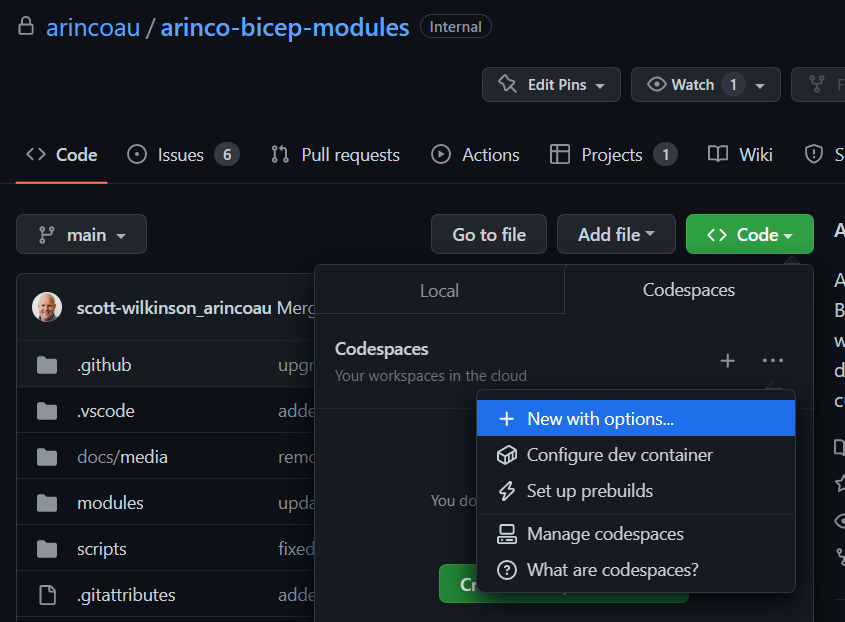 arincoau / arinco-bicep-modules Internal
Edit Pins Watch 1
Code Issues 6 Pull requests Actions Projects 1 Wiki
main Go to file Add file Code
Local Codespaces
scott-wilkinson_arincoau Merg
Codespaces
Your workspaces in the cloud
.github upgr
.vscode adde
New with options...
Configure dev container
docs/media remo
Set up prebuilds
modules upda
You do
Manage codespaces
scripts fixed
What are codespaces?
.gitattributes adde
Cr